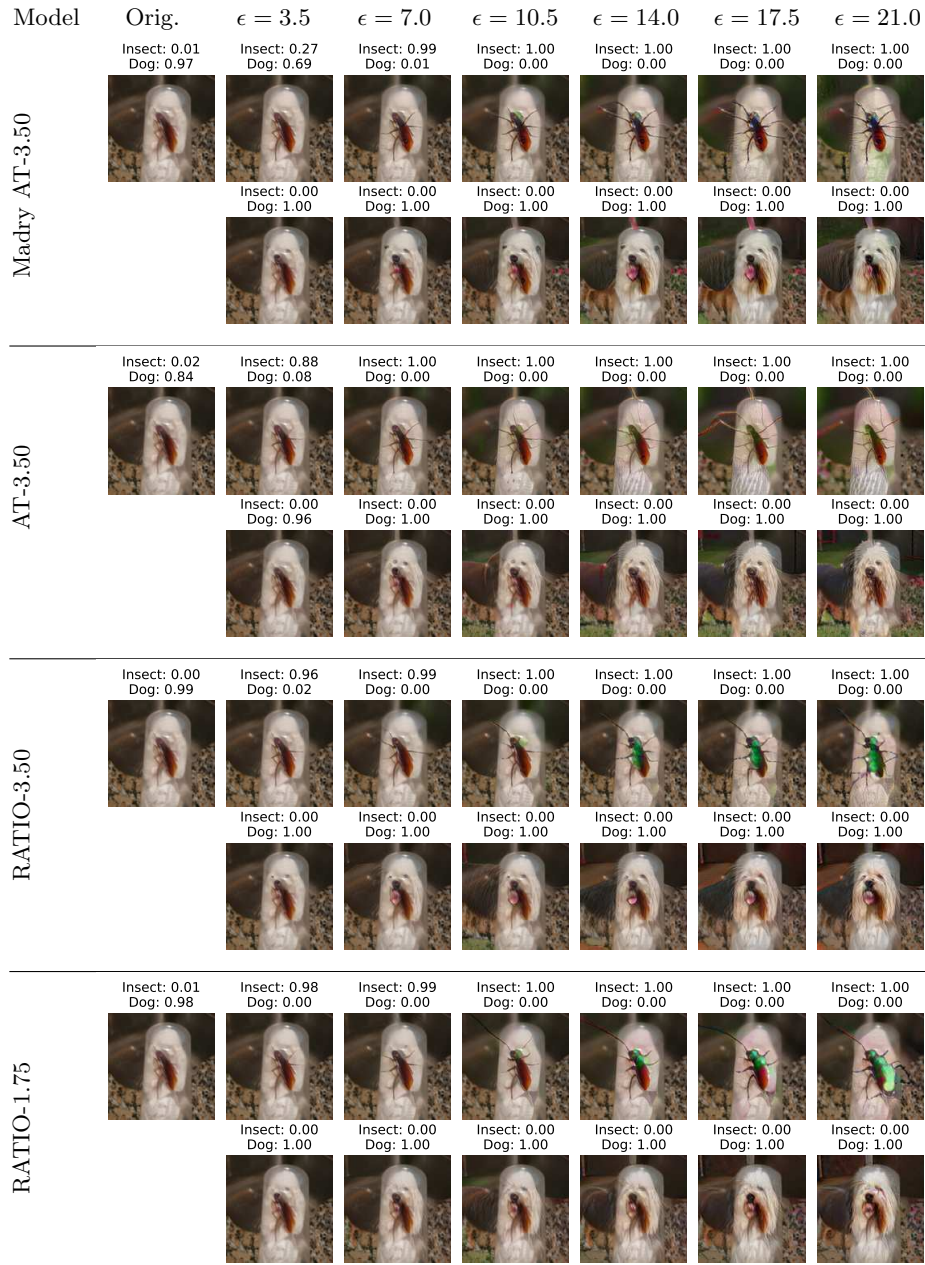 Model Orig. ϵ = 3.5 ϵ = 7.0 ϵ = 10.5 ϵ = 14.0 ϵ = 17.5 ϵ = 21.0
Madry AT-3.50
Insect: 0.01 Insect: 0.27 Insect: 0.99 Insect: 1.00 Insect: 1.00 Insect: 1.00 Insect: 1.00
Dog: 0.97 Dog: 0.69 Dog: 0.01 Dog: 0.00 Dog: 0.00 Dog: 0.00 Dog: 0.00
Insect: 0.00 Insect: 0.00 Insect: 0.00 Insect: 0.00 Insect: 0.00 Insect: 0.00
Dog: 1.00 Dog: 1.00 Dog: 1.00 Dog: 1.00 Dog: 1.00 Dog: 1.00
AT-3.50
Insect: 0.02 Insect: 0.88 Insect: 1.00 Insect: 1.00 Insect: 1.00 Insect: 1.00 Insect: 1.00
Dog: 0.84 Dog: 0.08 Dog: 0.00 Dog: 0.00 Dog: 0.00 Dog: 0.00 Dog: 0.00
Insect: 0.00 Insect: 0.00 Insect: 0.00 Insect: 0.00 Insect: 0.00 Insect: 0.00
Dog: 0.96 Dog: 1.00 Dog: 1.00 Dog: 1.00 Dog: 1.00 Dog: 1.00
RATIO-3.50
Insect: 0.00 Insect: 0.96 Insect: 0.99 Insect: 1.00 Insect: 1.00 Insect: 1.00 Insect: 1.00
Dog: 0.99 Dog: 0.02 Dog: 0.00 Dog: 0.00 Dog: 0.00 Dog: 0.00 Dog: 0.00
Insect: 0.00 Insect: 0.00 Insect: 0.00 Insect: 0.00 Insect: 0.00 Insect: 0.00
Dog: 1.00 Dog: 1.00 Dog: 1.00 Dog: 1.00 Dog: 1.00 Dog: 1.00
RATIO-1.75
Insect: 0.01 Insect: 0.98 Insect: 0.99 Insect: 1.00 Insect: 1.00 Insect: 1.00 Insect: 1.00
Dog: 0.98 Dog: 0.00 Dog: 0.00 Dog: 0.00 Dog: 0.00 Dog: 0.00 Dog: 0.00
Insect: 0.00 Insect: 0.00 Insect: 0.00 Insect: 0.00 Insect: 0.00 Insect: 0.00
Dog: 1.00 Dog: 1.00 Dog: 1.00 Dog: 1.00 Dog: 1.00 Dog: 1.00